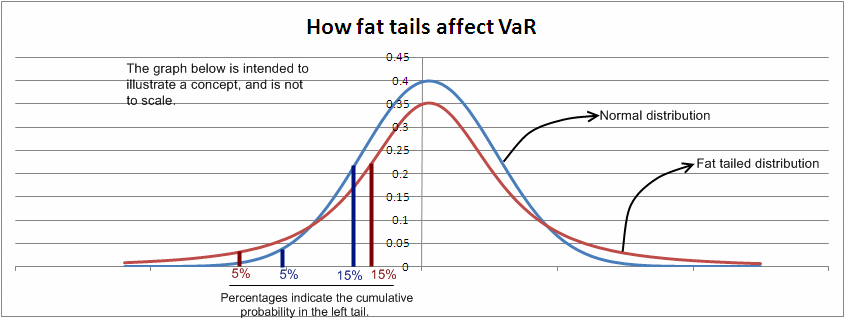 How fat tails affect VaR
The graph below is intended to
illustrate a concept, and is not
to scale.
0.45
0.4
0.35
0.3
0.25
0.2
0.15
0.1
0.05
0
Normal distribution
Fat tailed distribution
5% 5% 15% 15%
Percentages indicate the cumulative
probability in the left tail.